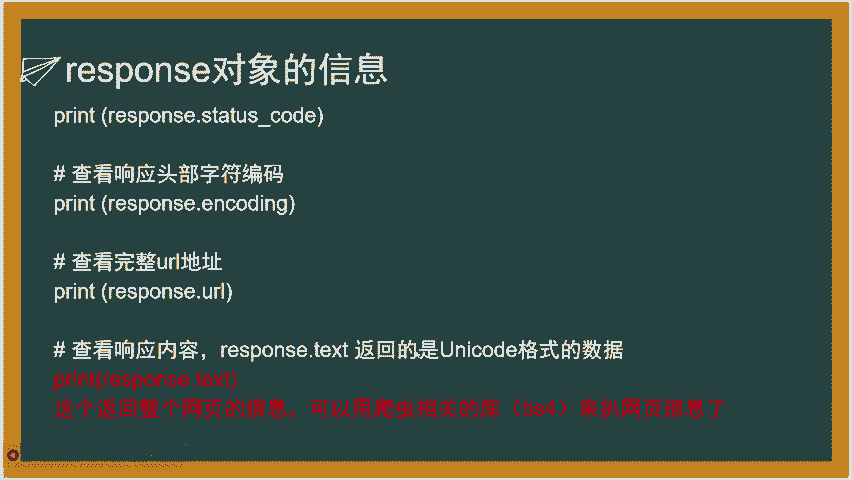 response对象的信息
print (response.status_code)
# 查看响应头部字符编码
print (response.encoding)
# 查看完整url地址
print (response.url)
# 查看响应内容，response.text 返回的是Unicode格式的数据
print(response.text)
这个返回整个网页的信息，可以用爬虫相关的库（bs4）来扒网页信息了